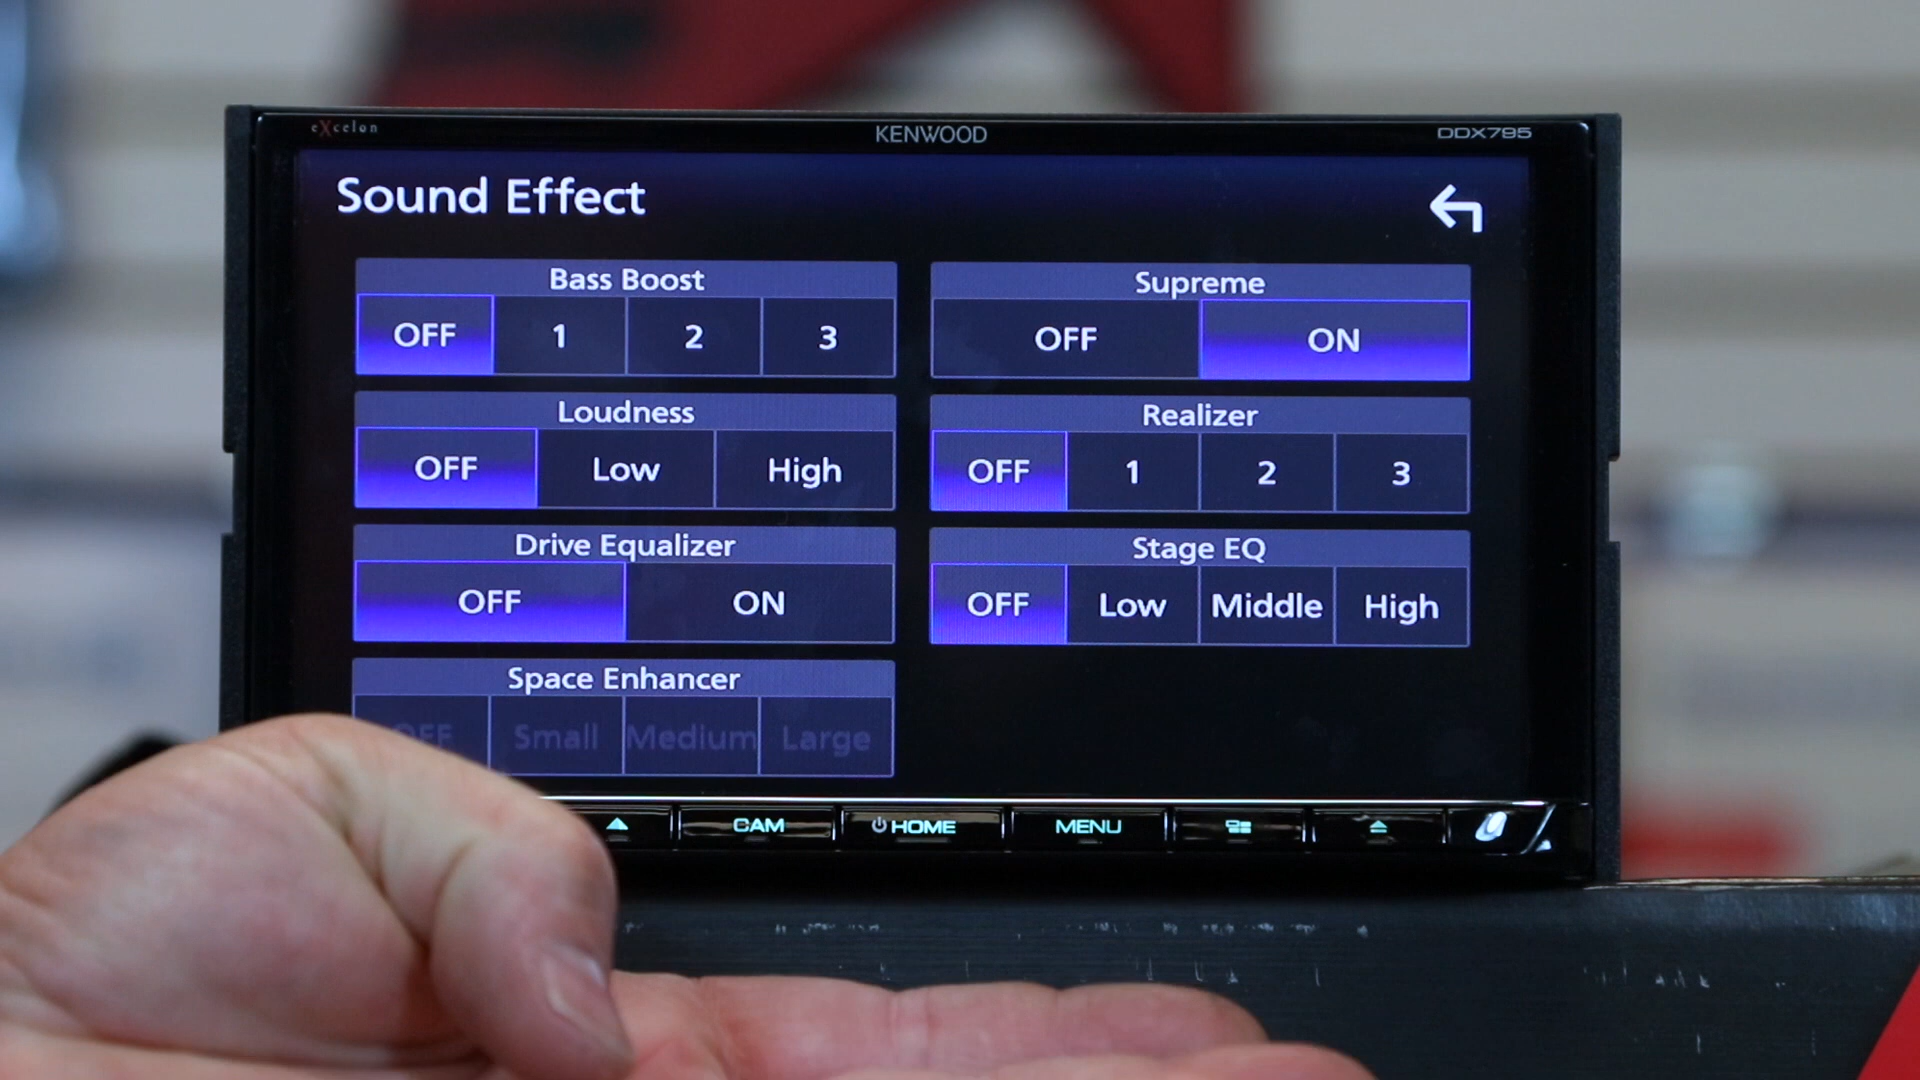 eXcelon
KENWOOD
DDX795
Sound Effect
Bass Boost
OFF 1 2 3
Supreme
OFF ON
Loudness
OFF Low High
Realizer
OFF 1 2 3
Drive Equalizer
OFF ON
Stage EQ
OFF Low Middle High
Space Enhancer
OFF Small Medium Large
CAM
HOME
MENU